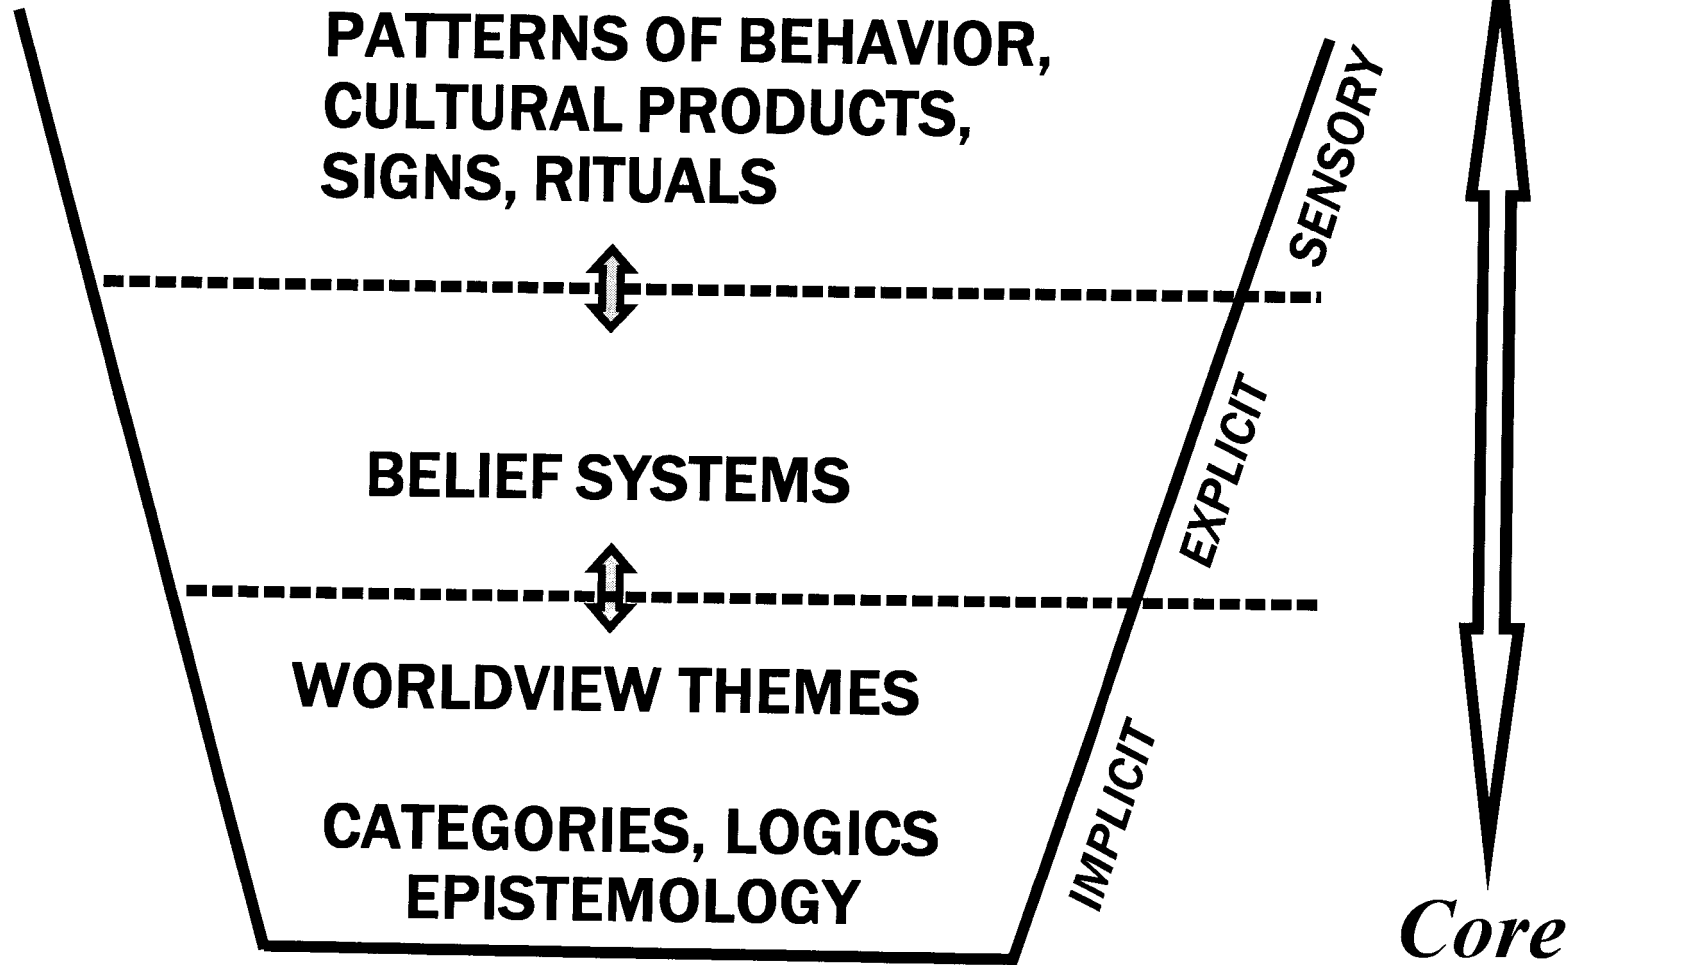 PATTERNS OF BEHAVIOR,
CULTURAL PRODUCTS,
SIGNS, RITUALS
SENSORY
BELIEF SYSTEMS
EXPLICIT
WORLDVIEW THEMES
CATEGORIES, LOGICS
EPISTEMOLOGY
IMPLICIT
Core